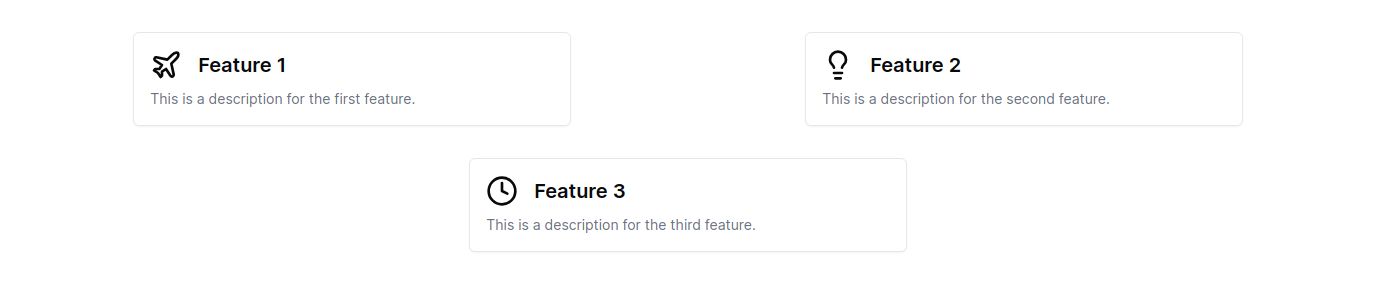 Feature 1
This is a description for the first feature.
Feature 2
This is a description for the second feature.
Feature 3
This is a description for the third feature.